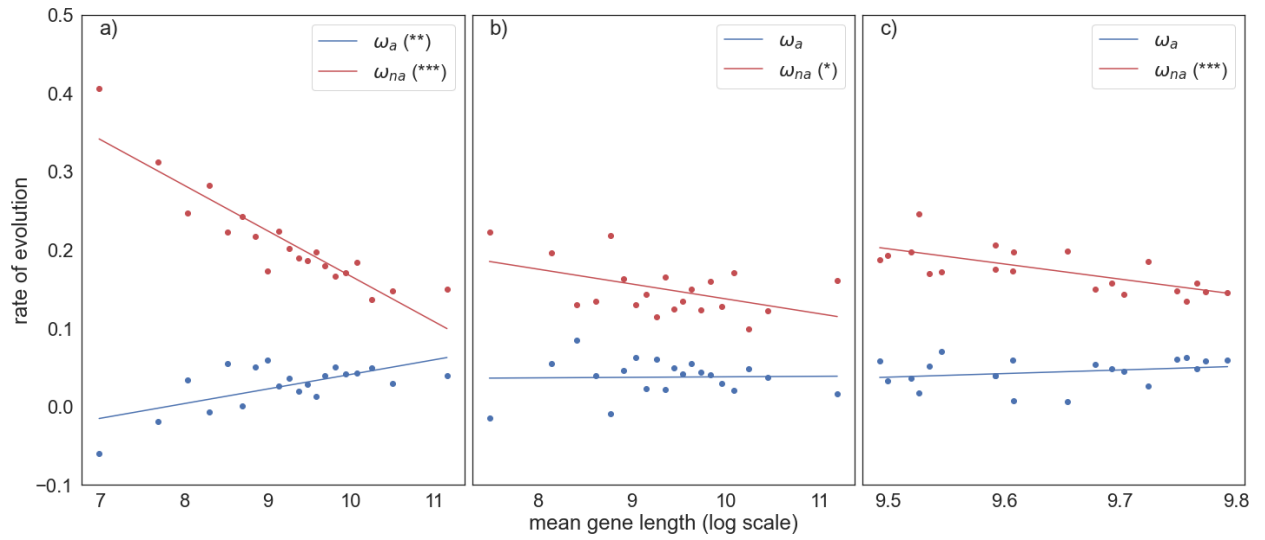 a)
ωa (**)
ωna (***)
b)
ωa
ωna (*)
c)
ωa
ωna (***)
rate of evolution
0.5
0.4
0.3
0.2
0.1
0.0
−0.1
7 8 9 10 11
8 9 10 11
9.5 9.6 9.7 9.8
mean gene length (log scale)